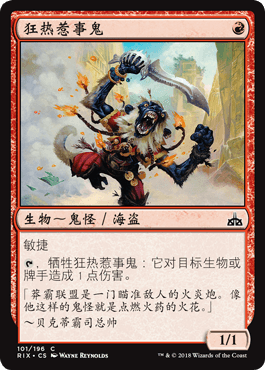 狂热惹事鬼
生物～鬼怪／海盗
敏捷
，牺牲狂热惹事鬼：它对目标生物或
牌手造成1点伤害。
「莽霸联盟是一门瞄准敌人的火炎炮。像
他这样的鬼怪就是点燃火药的火花。」
～贝克蒂霸司总帅
1/1
101/196 C
RIX • CS WAYNE REYNOLDS
™ & © 2018 Wizards of the Coast